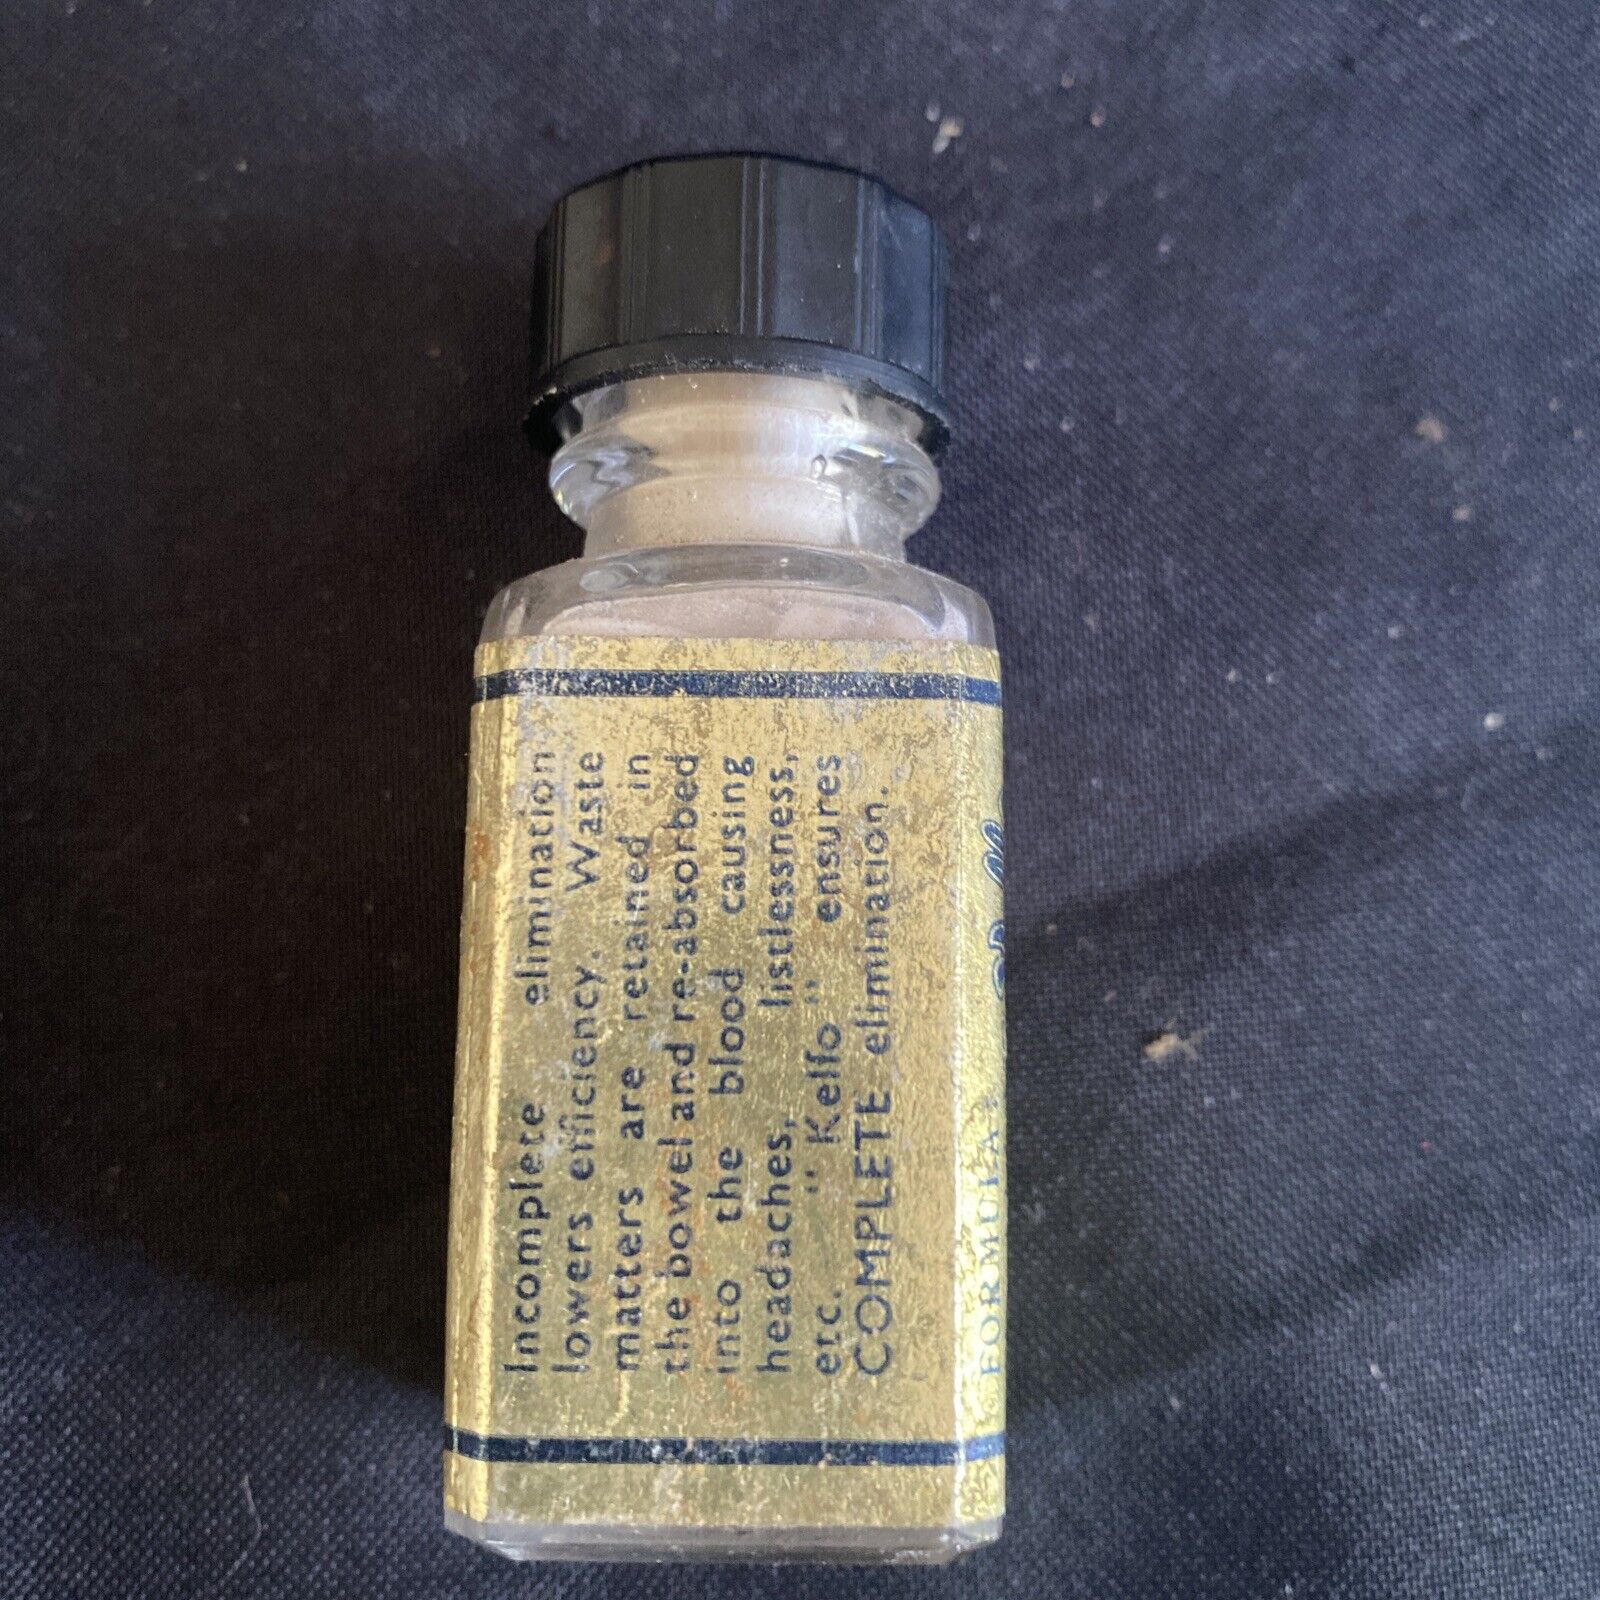 Incomplete elimination
lowers efficiency. Waste
matters are retained in
the bowel and re-absorbed
into the blood causing
headaches, listlessness,
etc. " Kelfo " ensures
COMPLETE elimination.
FORMULA: